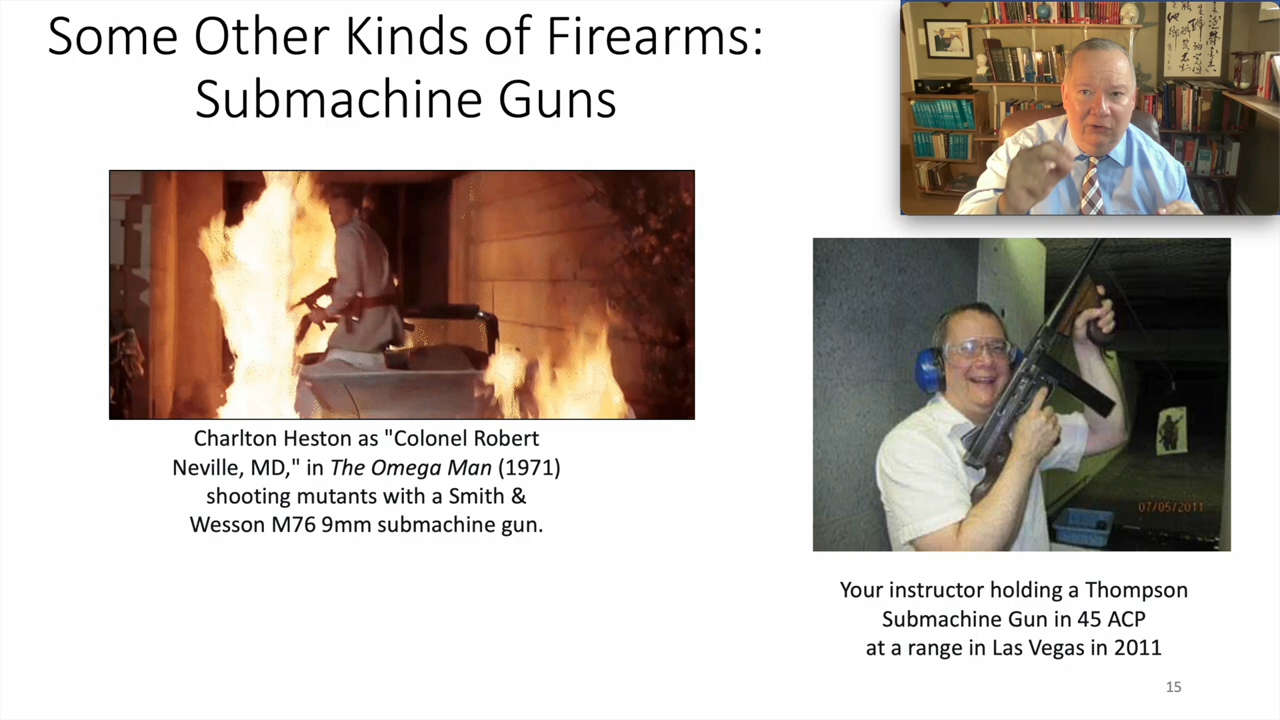 Some Other Kinds of Firearms:
Submachine Guns
Charlton Heston as "Colonel Robert
Neville, MD," in The Omega Man (1971)
shooting mutants with a Smith &
Wesson M76 9mm submachine gun.
07/05/2011
Your instructor holding a Thompson
Submachine Gun in 45 ACP
at a range in Las Vegas in 2011
15